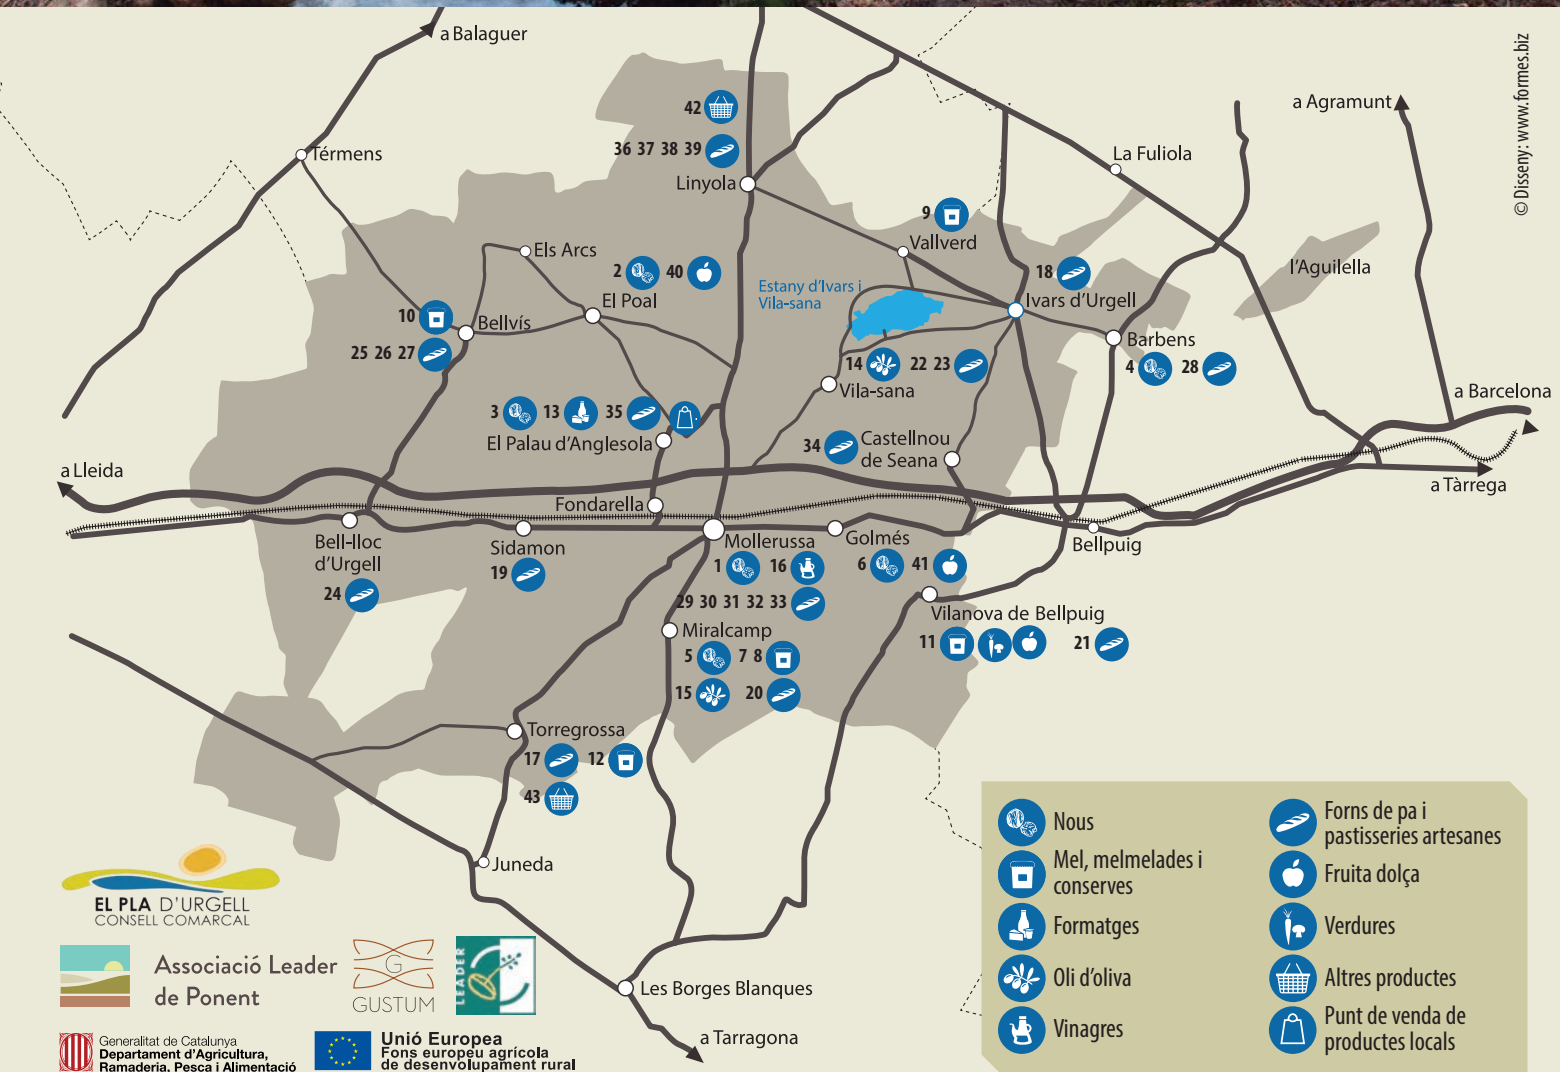 a Balaguer
© Disseny: www.formes.biz
a Agramunt
42
Térmens
36 37 38 39
La Fuliola
Linyola
9
Vallverd
Els Arcs
2 40
18
l'Aguilella
Estany d'Ivars i
Vila-sana
El Poal
Ivars d'Urgell
10
Bellvís
Barbens
25 26 27
14 22 23
4 28
Vila-sana
a Barcelona
3 13 35
El Palau d'Anglesola
34
Castellnou
de Seana
a Lleida
a Tàrrega
Fondarella
Bell-lloc
d'Urgell
24
Sidamon
19
Mollerussa
1 16
29 30 31 32 33
Golmés
6 41
Bellpuig
Vilanova de Bellpuig
11 21
Miralcamp
5 7 8
15 20
Torregrossa
17 12
43
Juneda
Les Borges Blanques
a Tarragona
Nous
Mel, melmelades i
conserves
Formatges
Oli d'oliva
Vinagres
Forns de pa i
pastisseries artesanes
Fruita dolça
Verdures
Altres productes
Punt de venda de
productes locals
EL PLA D'URGELL
CONSELL COMARCAL
Associació Leader
de Ponent
G
GUSTUM
LEADER
Generalitat de Catalunya
Departament d'Agricultura,
Ramaderia, Pesca i Alimentació
Unió Europea
Fons europeu agrícola
de desenvolupament rural